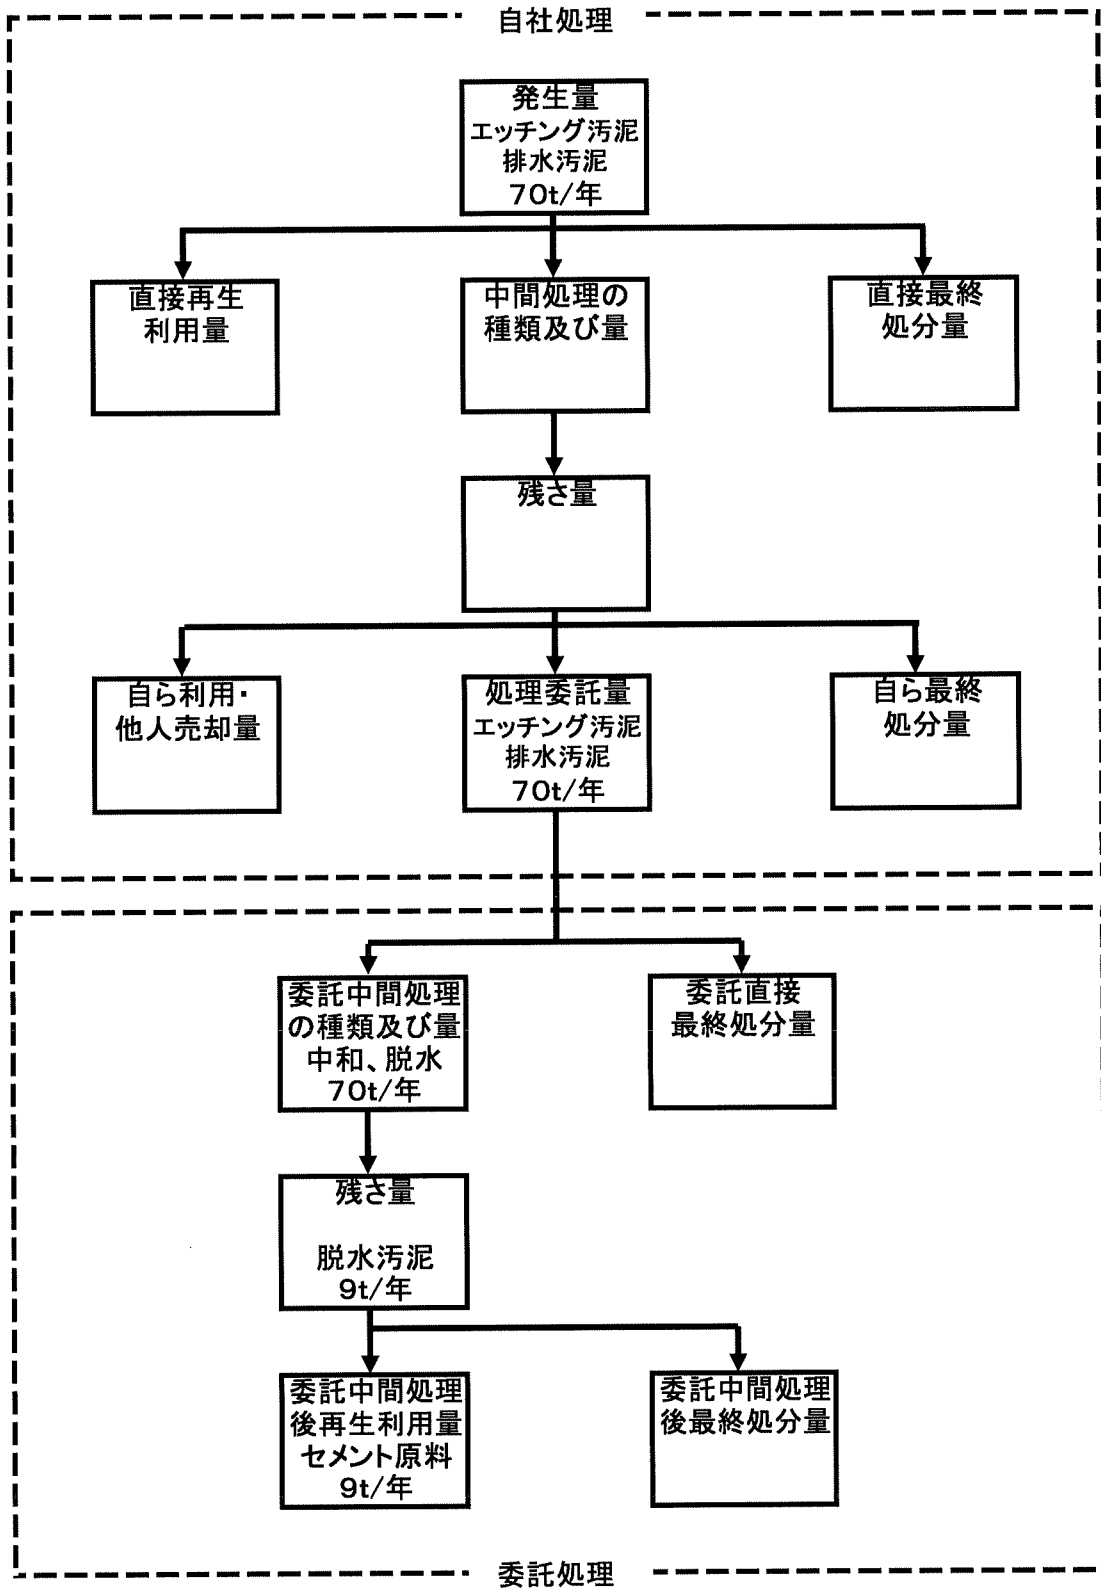 自社処理
発生量
エッチング汚泥
排水汚泥
70t/年
直接再生
利用量
中間処理の
種類及び量
直接最終
処分量
残さ量
自ら利用・
他人売却量
処理委託量
エッチング汚泥
排水汚泥
70t/年
自ら最終
処分量
委託中間処理
の種類及び量
中和、脱水
70t/年
委託直接
最終処分量
残さ量
脱水汚泥
9t/年
委託中間処理
後再生利用量
セメント原料
9t/年
委託中間処理
後最終処分量
委託処理